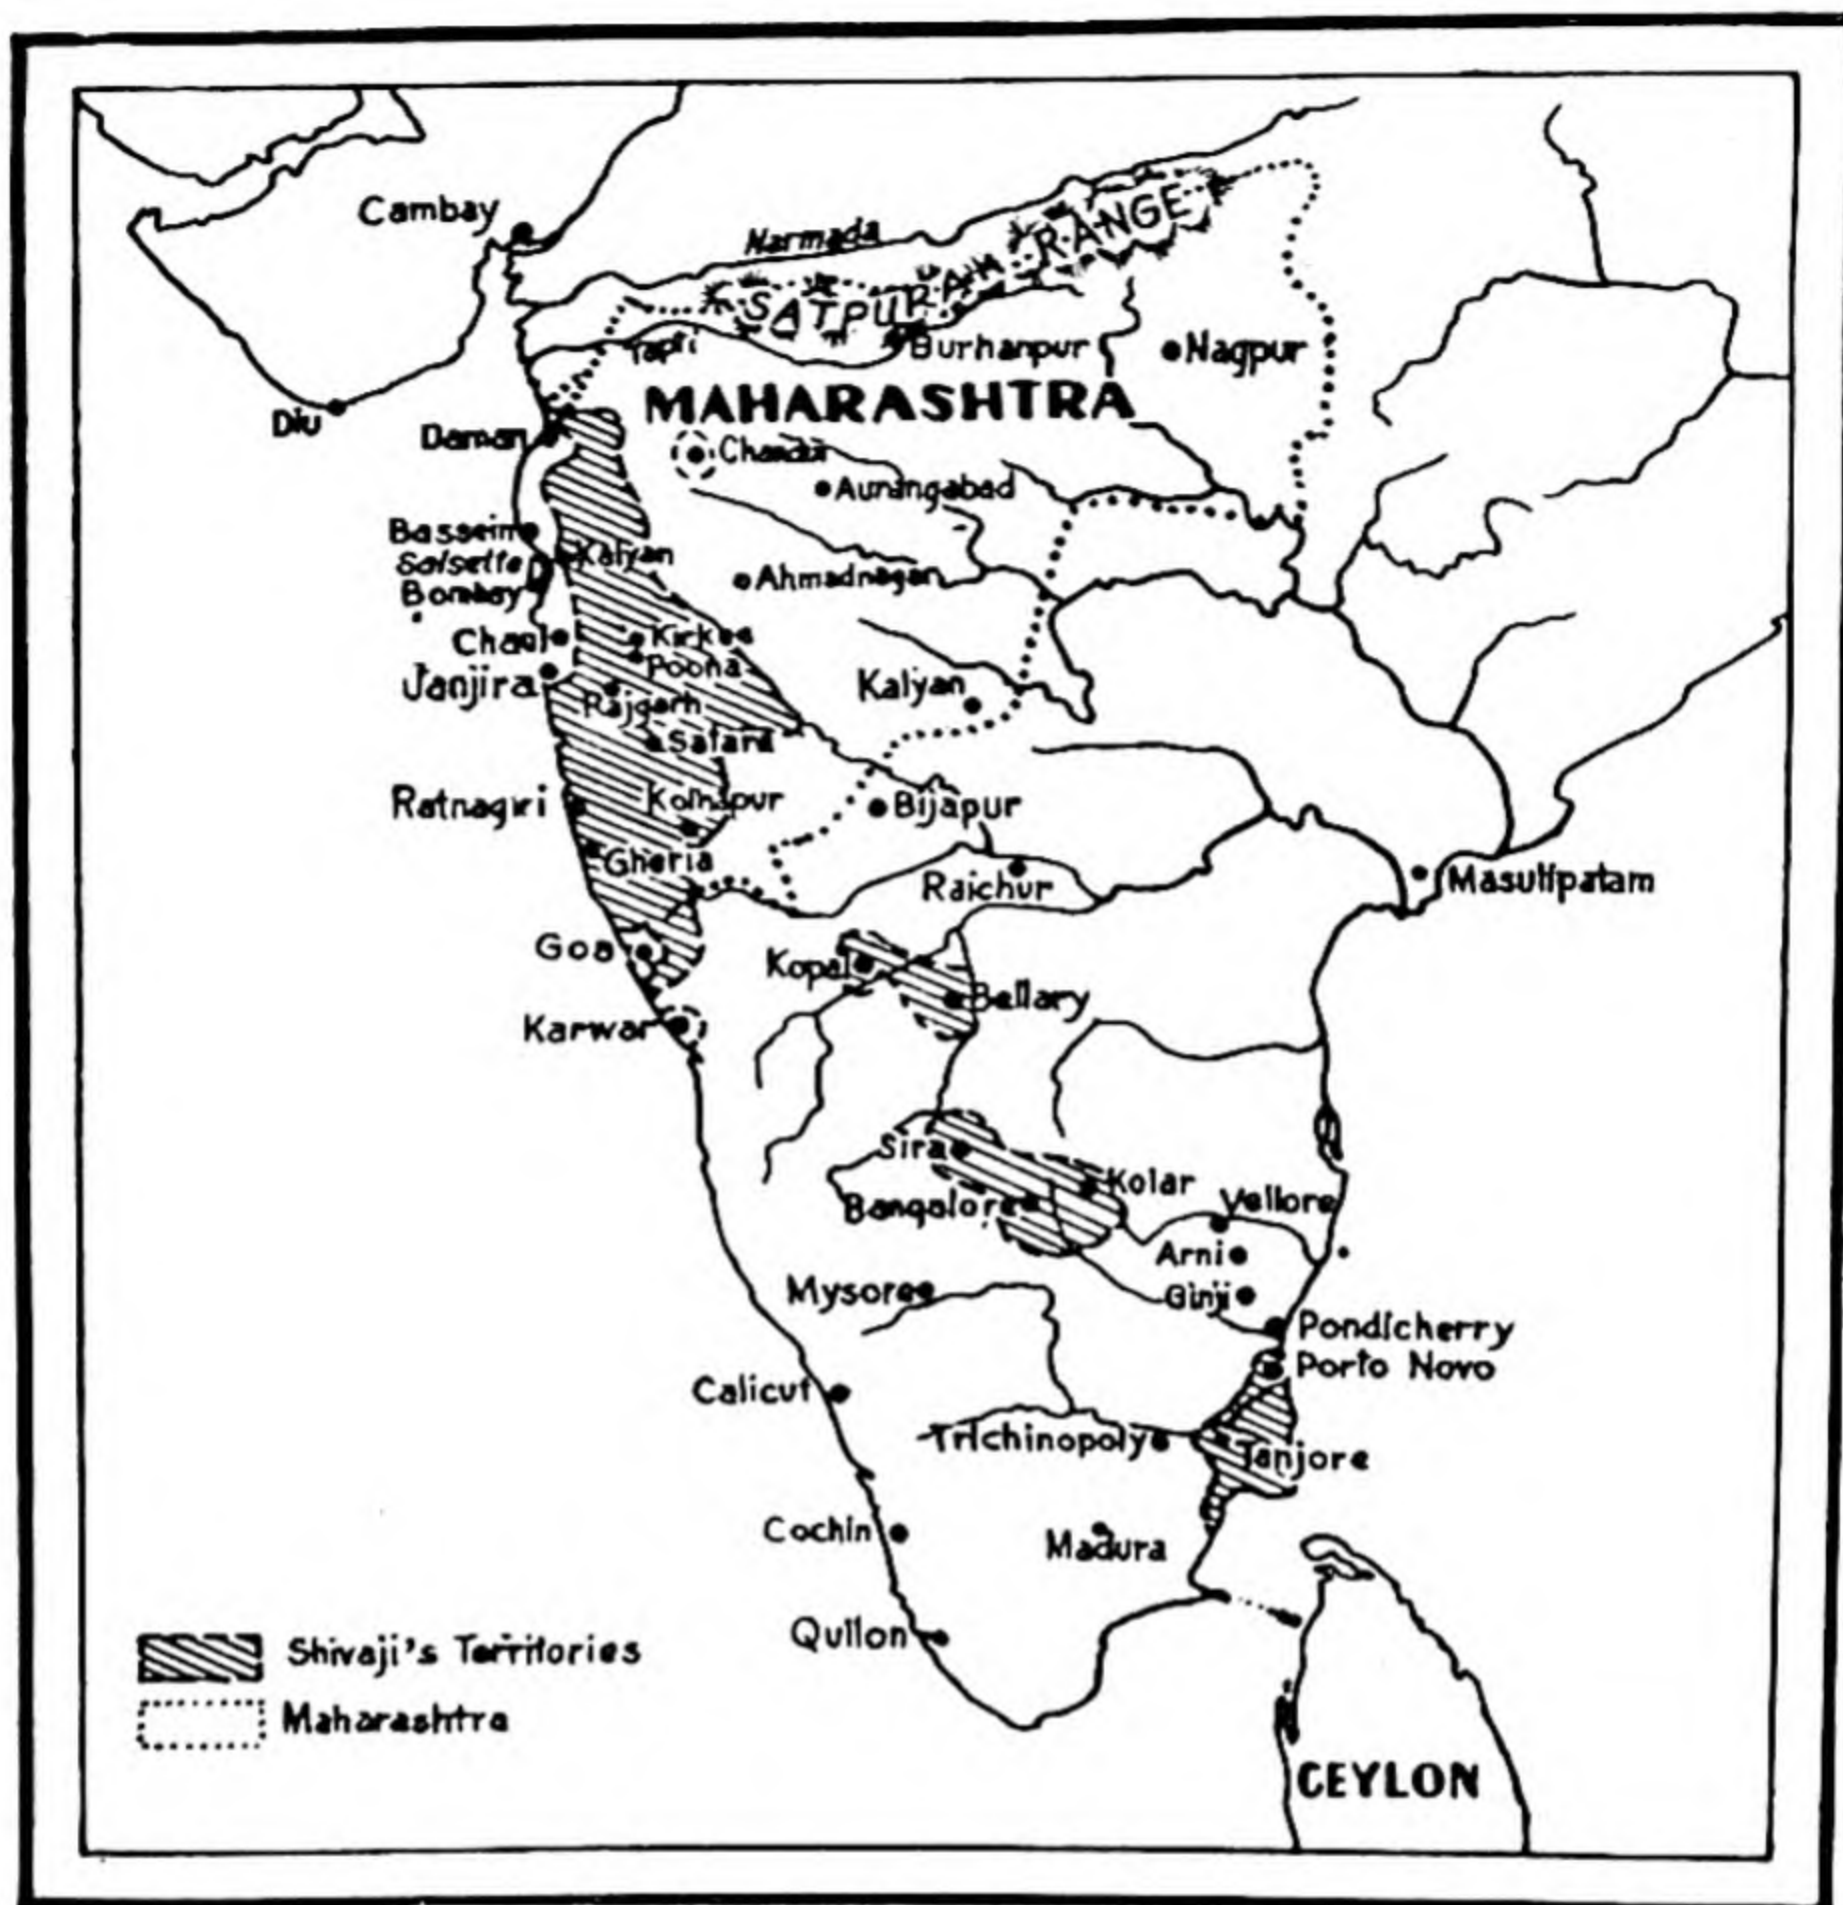 Cambay
Narmada
SATPURAH RANGE
Tapti
Burhanpur
Nagpur
MAHARASHTRA
Diu
Daman
Aurangabad
Bassein
Salsette
Kalyan
Bombay
Ahmadnagar
Chaul
Kirkee
Poona
Janjira
Rajgarh
Kalyan
Satara
Ratnagiri
Kolhapur
Bijapur
Gheria
Raichur
Masulipatam
Goa
Kopal
Bellary
Karwar
Sira
Kolar
Vellore
Bangalore
Arni
Mysore
Ginji
Pondicherry
Porto Novo
Calicut
Trichinopoly
Tanjore
Cochin
Madura
Quilon
Shivaji's Territories
Maharashtra
CEYLON